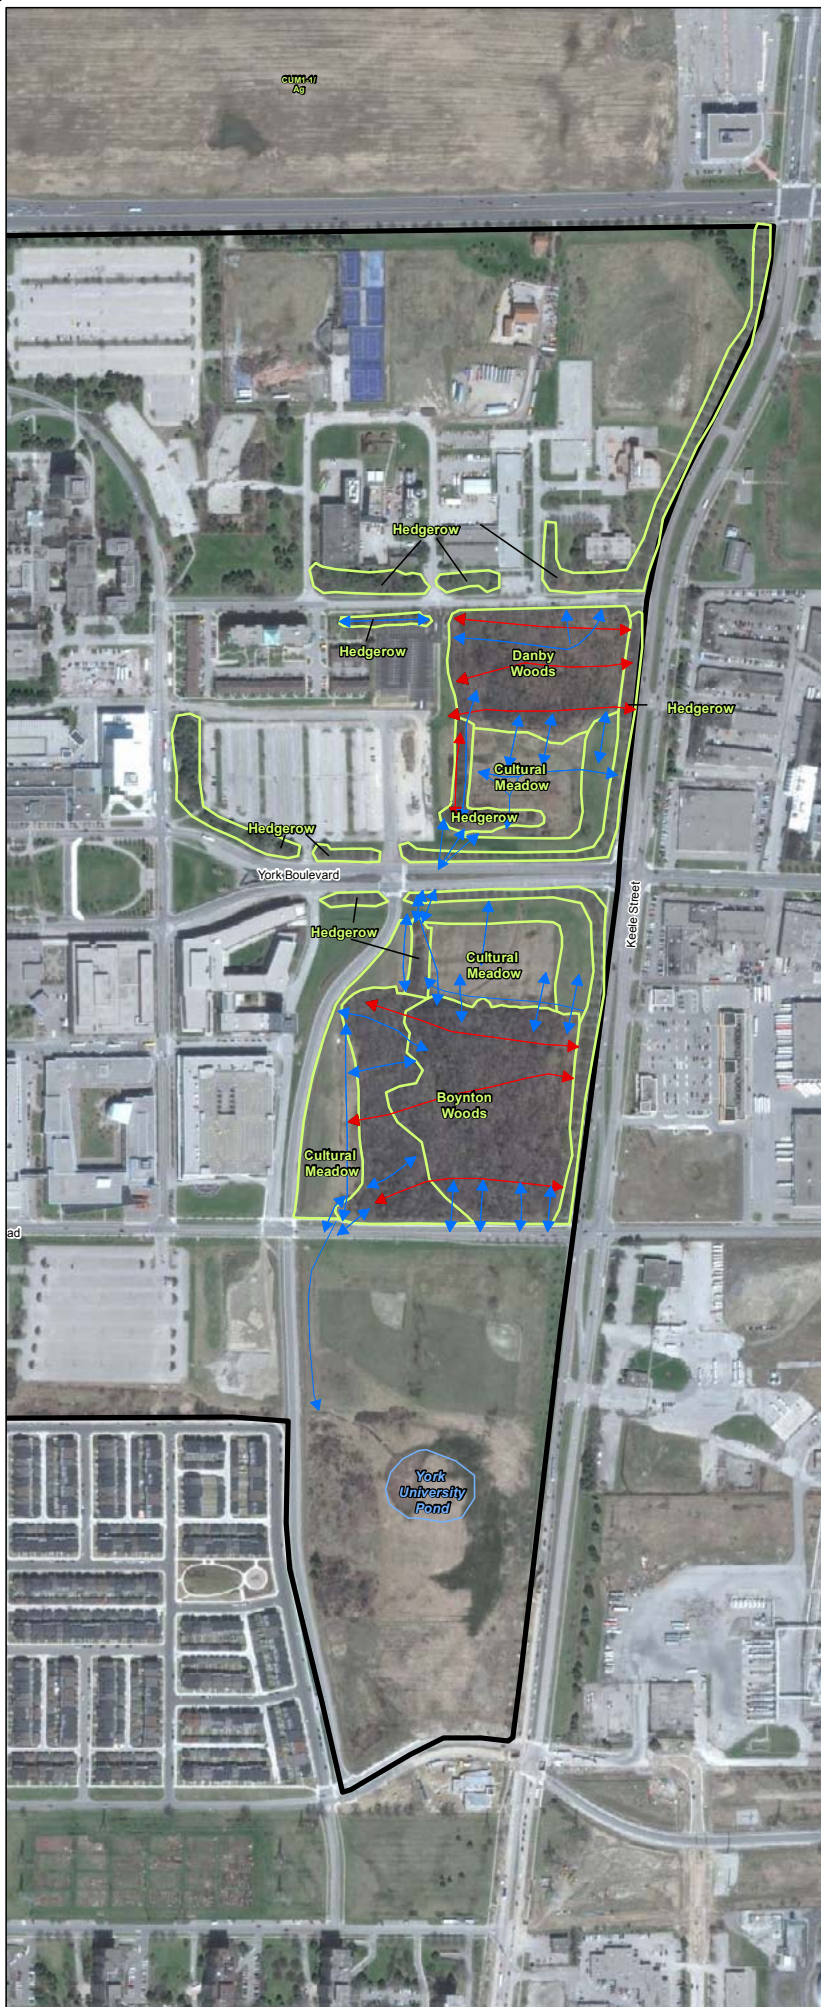 CUM1-1/
Ag
Hedgerow
Hedgerow
Danby
Woods
Hedgerow
Cultural
Meadow
Hedgerow
Hedgerow
York Boulevard
Keele Street
Hedgerow
Cultural
Meadow
Boynton
Woods
Cultural
Meadow
ad
York
University
Pond